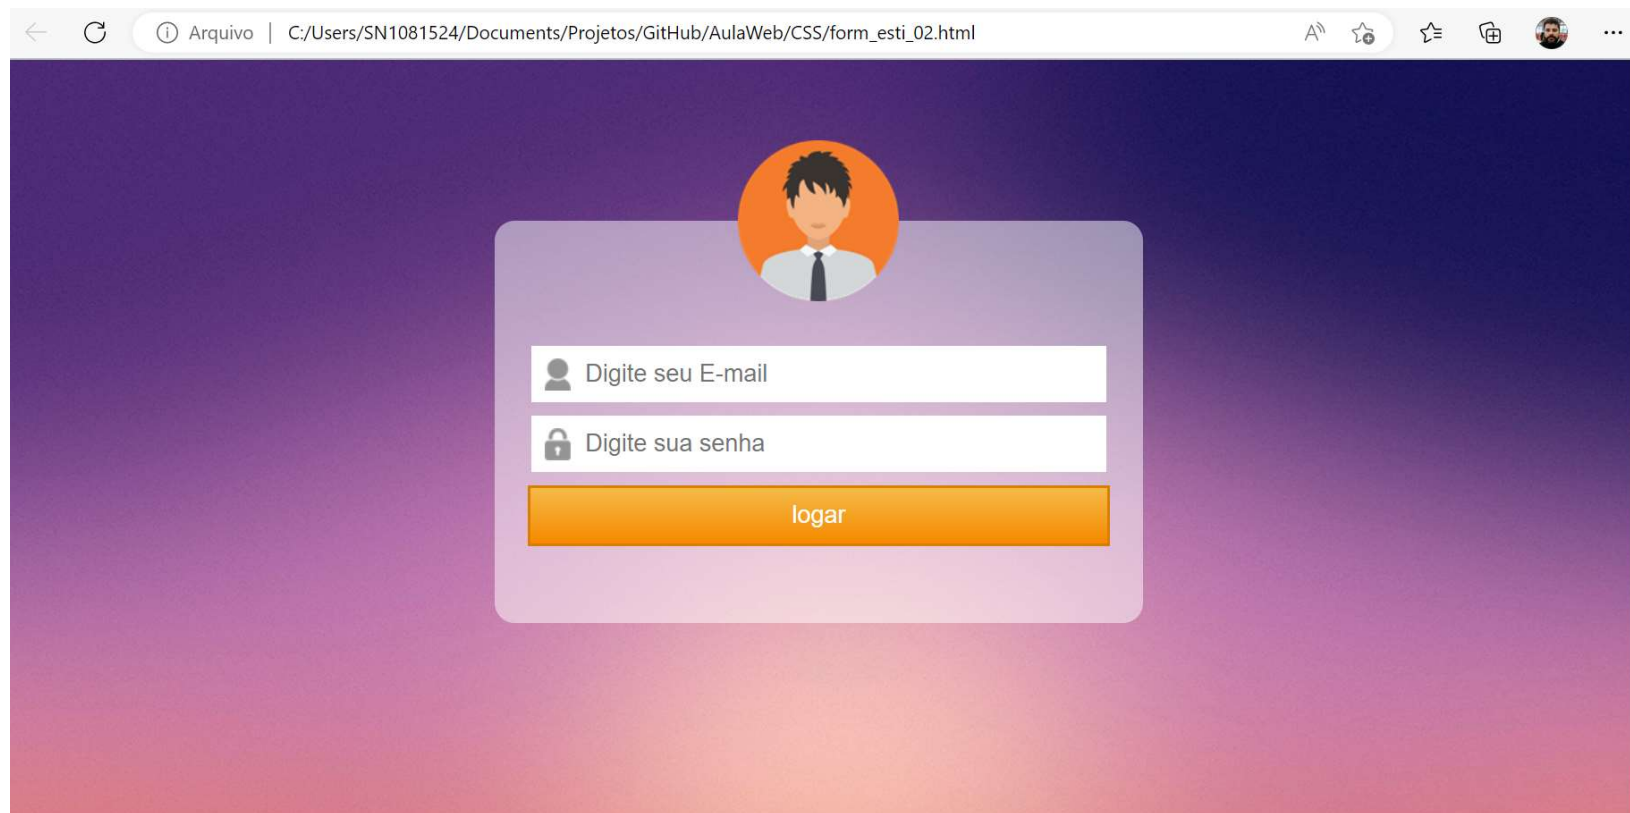 Arquivo | C:/Users/SN1081524/Documents/Projetos/GitHub/AulaWeb/CSS/form_esti_02.html
Digite seu E-mail
Digite sua senha
logar